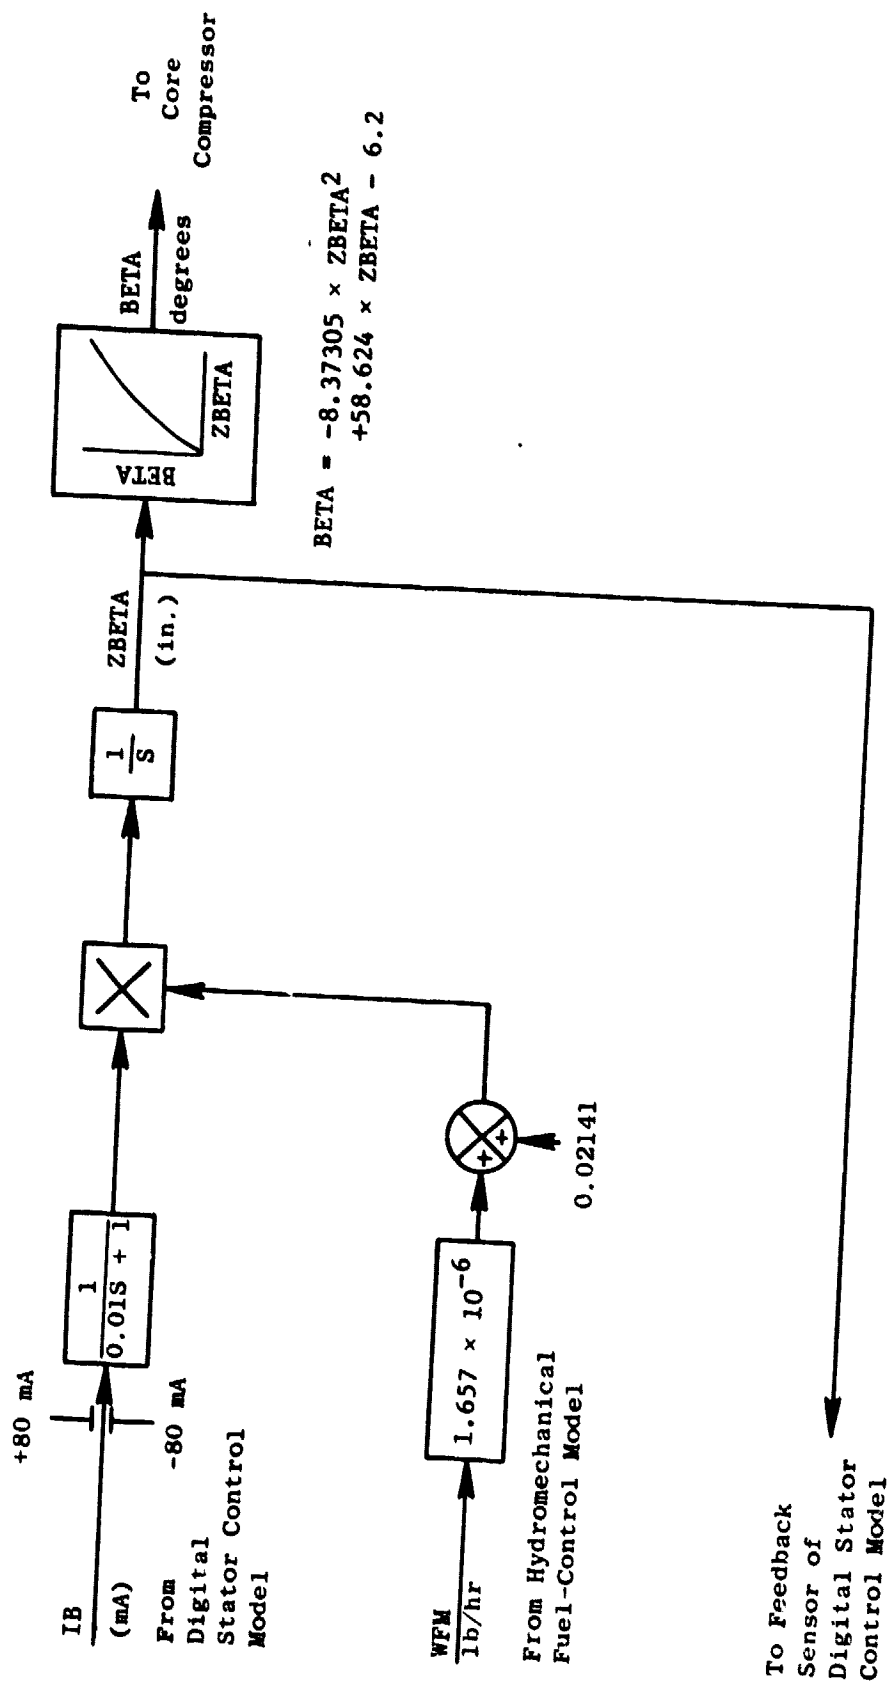 IB
(mA)
From
Digital
Stator Control
Model
+80 mA
-80 mA
1
0.01S + 1
1
S
ZBETA
(in.)
BETA
ZBETA
BETA
degrees
To
Core
Compressor
BETA = -8.37305 × ZBETA²
+58.624 × ZBETA - 6.2
WFM
lb/hr
From Hydromechanical
Fuel-Control Model
1.657 × 10⁻⁶
+
+
0.02141
To Feedback
Sensor of
Digital Stator
Control Model